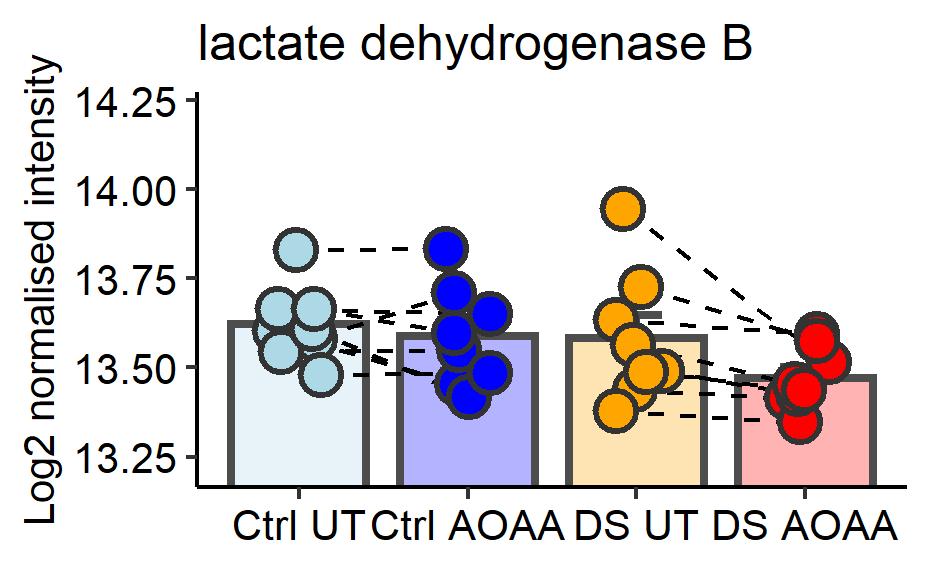 lactate dehydrogenase B
Log2 normalised intensity
14.25
14.00
13.75
13.50
13.25
Ctrl UT Ctrl AOAA DS UT DS AOAA